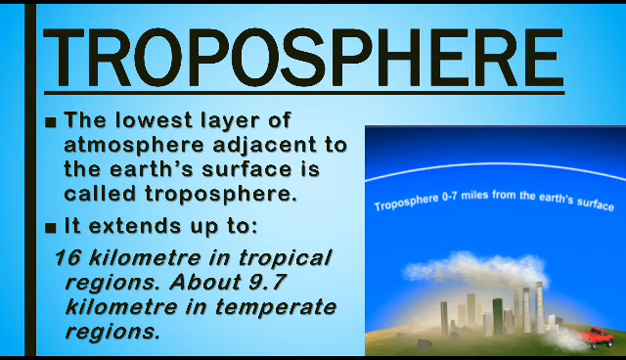 TROPOSPHERE
■ The lowest layer of
atmosphere adjacent to
the earth's surface is
called troposphere.
■ It extends up to:
16 kilometre in tropical
regions. About 9.7
kilometre in temperate
regions.
Troposphere 0-7 miles from the earth's surface